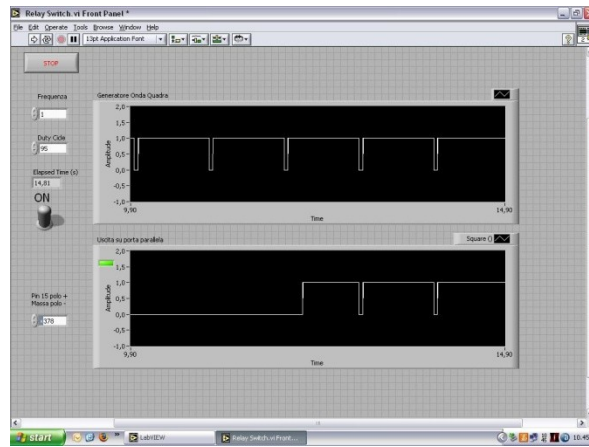 Relay Switch.vi Front Panel *
File Edit Operate Tools Browse Window Help
13pt Application Font
STOP
Frequenza
1
Duty Cicle
95
Elapsed Time (s)
14,81
ON
Generatore Onda Quadra
2,0
1,5
1,0
0,5
0,0
-0,5
-1,0
Amplitude
9,90
14,90
Time
Uscita su porta parallela
Square ()
2,0
1,5
1,0
0,5
0,0
-0,5
-1,0
Amplitude
9,90
14,90
Time
Pin 15 polo +
Massa polo -
378
start
LabVIEW
Relay Switch.vi Front...
10.45